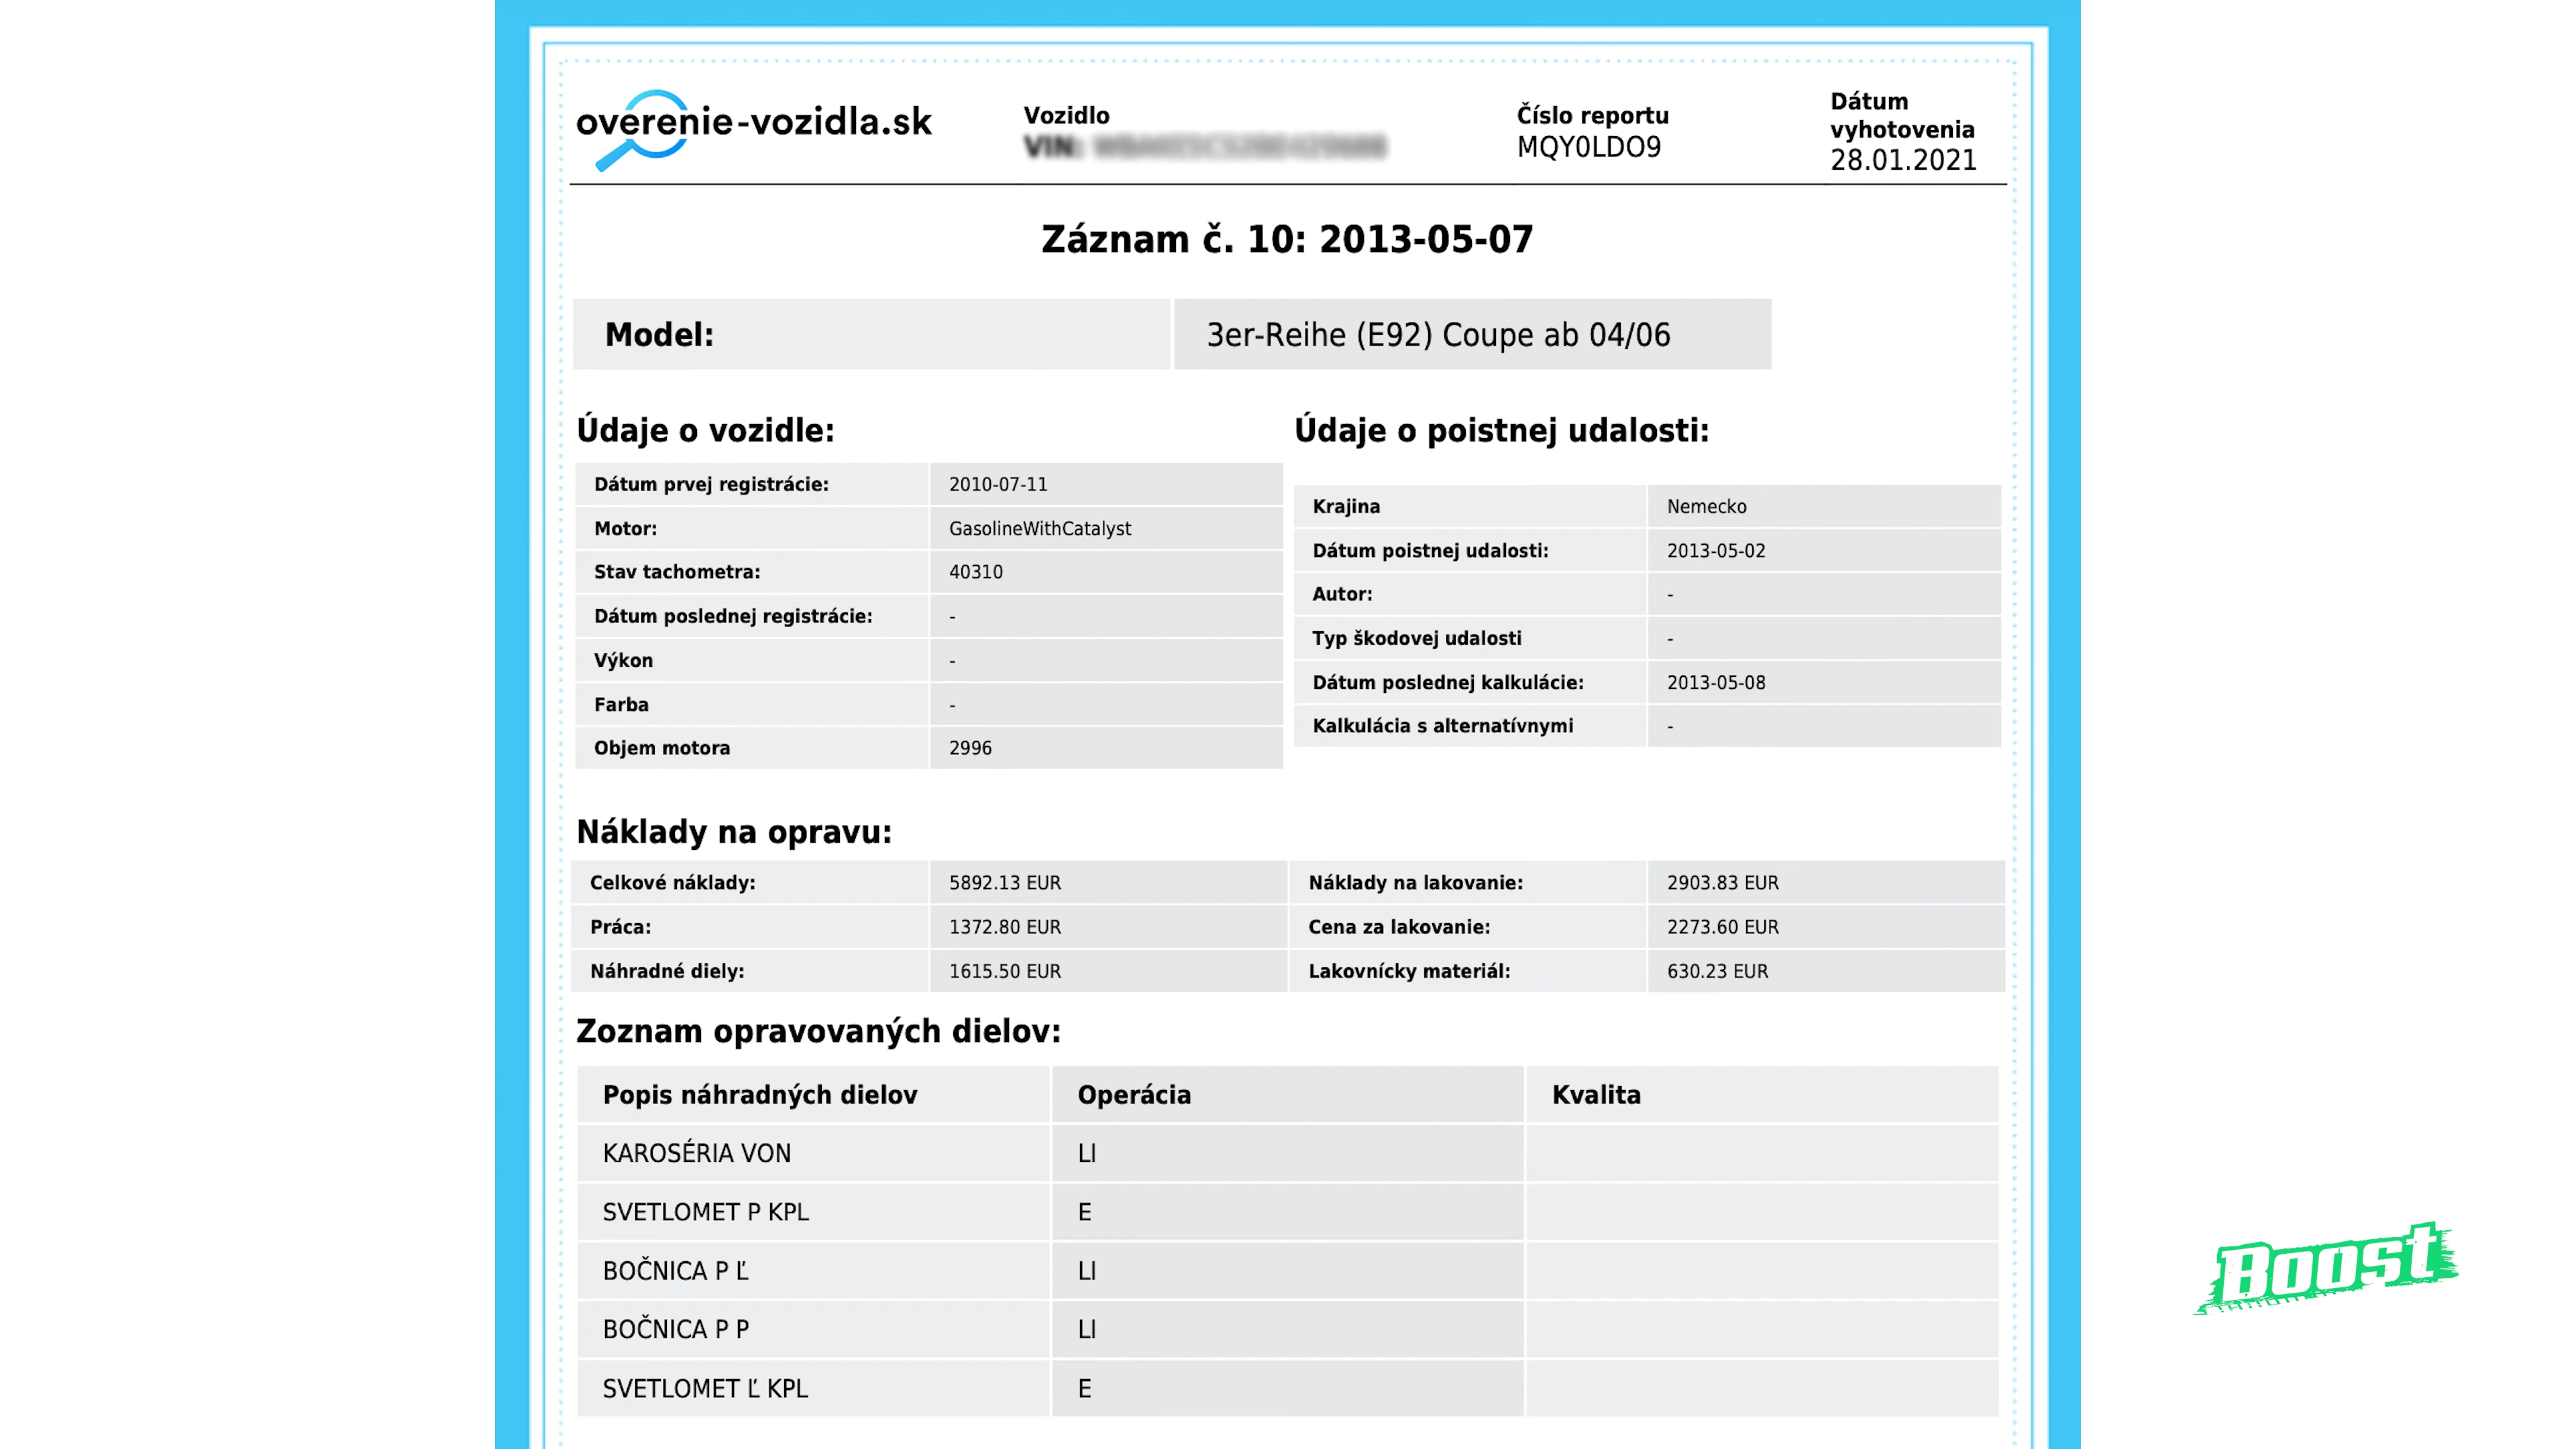 overenie-vozidla.sk
Vozidlo
VIN:
Číslo reportu
MQY0LDO9
Dátum
vyhotovenia
28.01.2021
Záznam č. 10: 2013-05-07
Model: 3er-Reihe (E92) Coupe ab 04/06
Údaje o vozidle:
Dátum prvej registrácie: 2010-07-11
Motor: GasolineWithCatalyst
Stav tachometra: 40310
Dátum poslednej registrácie: -
Výkon -
Farba -
Objem motora 2996
Údaje o poistnej udalosti:
Krajina Nemecko
Dátum poistnej udalosti: 2013-05-02
Autor: -
Typ škodovej udalosti -
Dátum poslednej kalkulácie: 2013-05-08
Kalkulácia s alternatívnymi -
Náklady na opravu:
Celkové náklady: 5892.13 EUR Náklady na lakovanie: 2903.83 EUR
Práca: 1372.80 EUR Cena za lakovanie: 2273.60 EUR
Náhradné diely: 1615.50 EUR Lakovnícky materiál: 630.23 EUR
Zoznam opravovaných dielov:
Popis náhradných dielov Operácia Kvalita
KAROSÉRIA VON LI
SVETLOMET P KPL E
BOČNICA P Ľ LI
BOČNICA P P LI
SVETLOMET Ľ KPL E
Boost